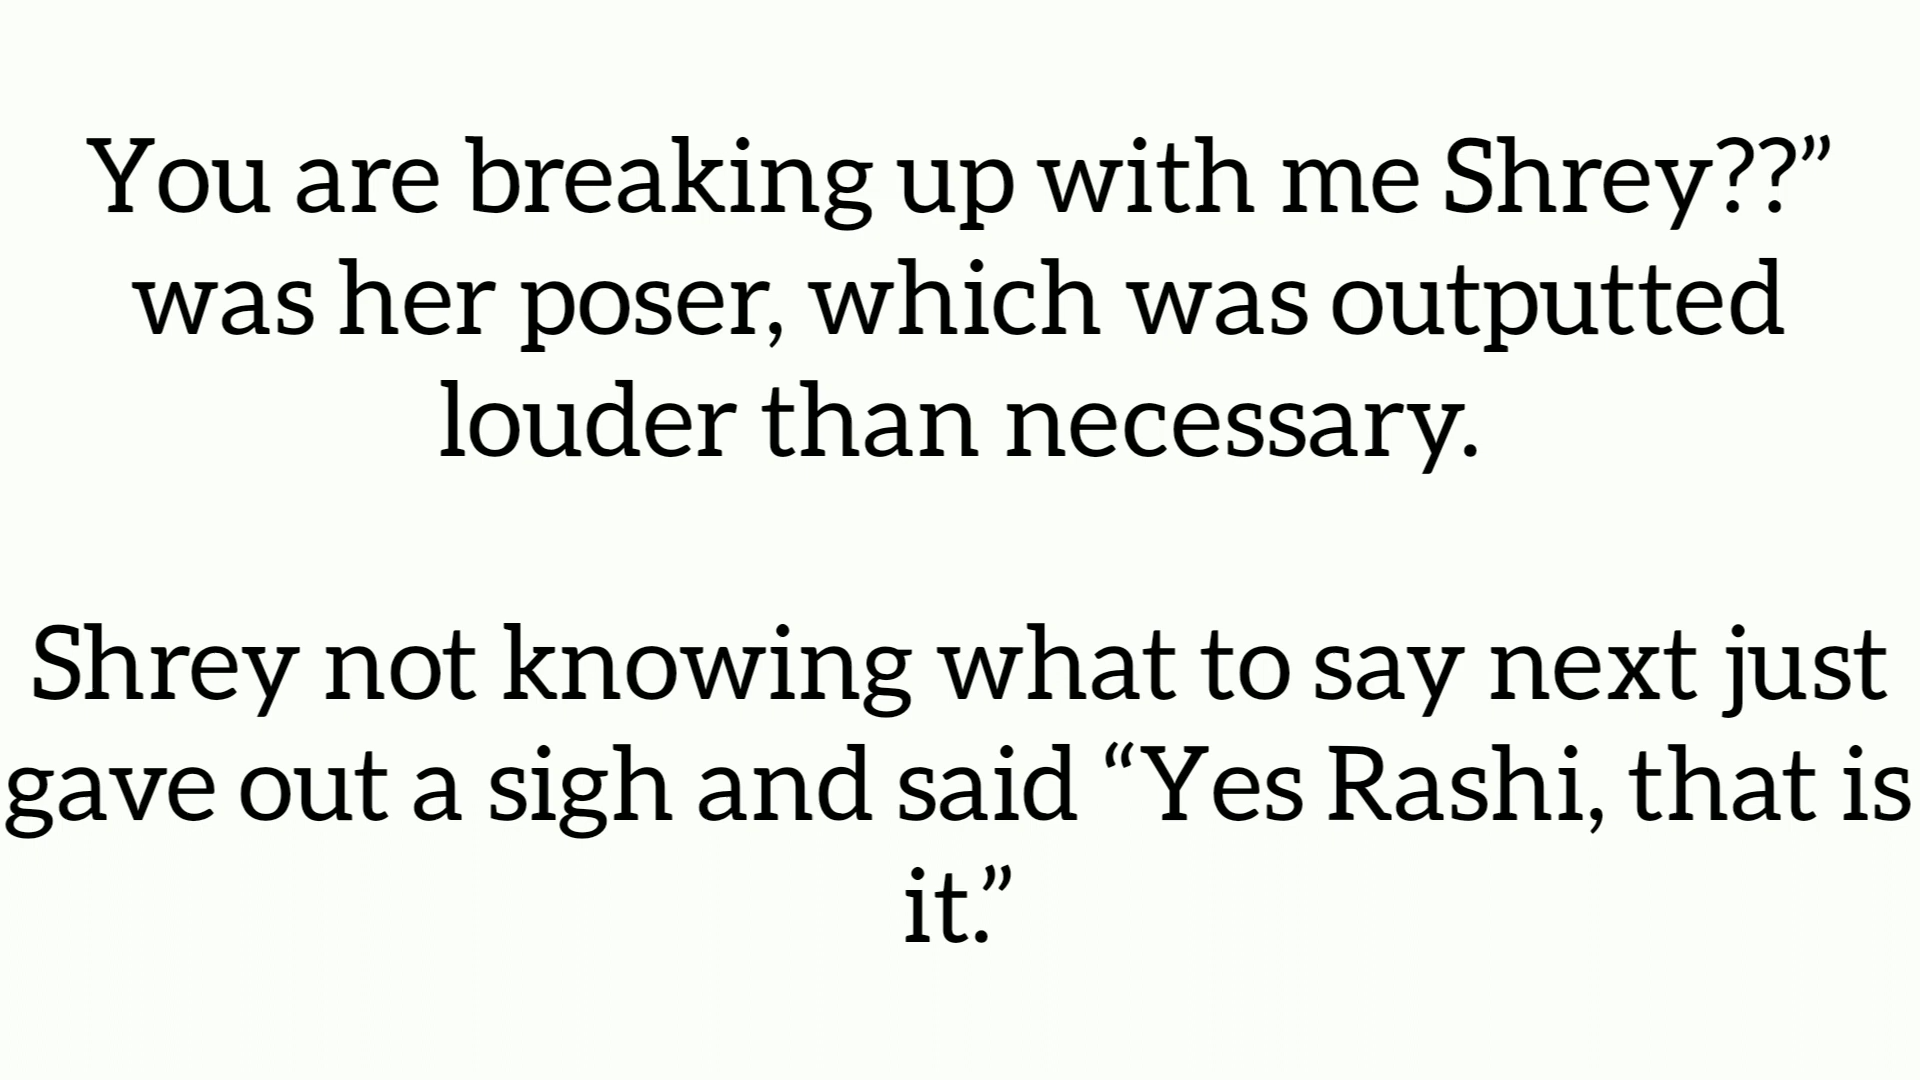 You are breaking up with me Shrey??”
was her poser, which was outputted
louder than necessary.
Shrey not knowing what to say next just
gave out a sigh and said “Yes Rashi, that is
it.”